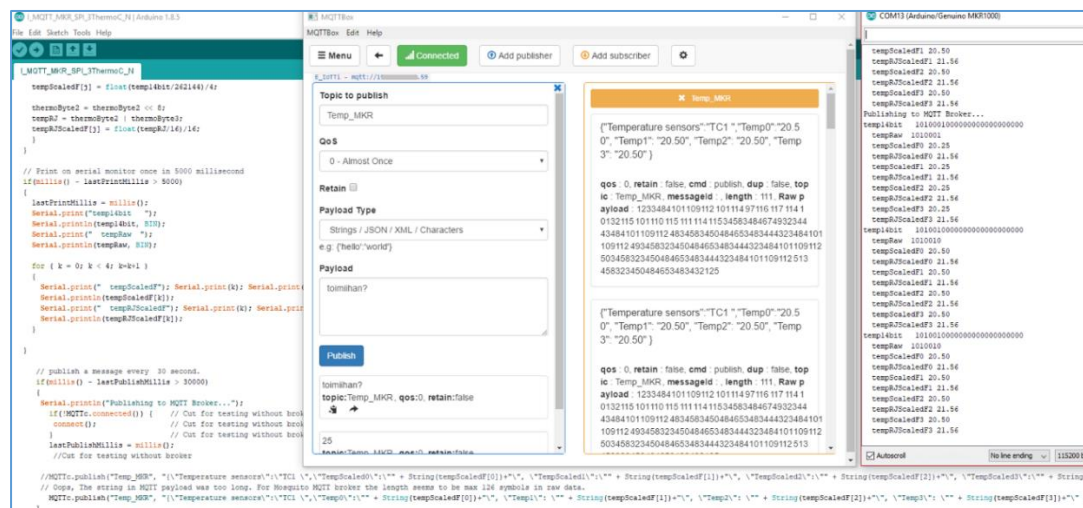 I_MQTT_MKR_SPI_3ThermoC_N | Arduino 1.8.5
File Edit Sketch Tools Help
I_MQTT_MKR_SPI_3ThermoC_N
tempScaledF[j] = float(temp14bit/262144)/4;
thermoByte2 = thermoByte2 << 8;
tempRJ = thermoByte2 | thermoByte3;
tempRJScaledF[j] = float(tempRJ/16)/16;
}
}
// Print on serial monitor once in 5000 millisecond
if(millis() - lastPrintMillis > 5000)
{
lastPrintMillis = millis();
Serial.print("temp14bit   ");
Serial.println(temp14bit, BIN);
Serial.print("  tempRaw  ");
Serial.println(tempRaw, BIN);
for ( k = 0; k < 4; k=k+1 )
{
Serial.print("  tempScaledF"); Serial.print(k); Serial.print
Serial.println(tempScaledF[k]);
Serial.print("  tempRJScaledF"); Serial.print(k); Serial.prin
Serial.println(tempRJScaledF[k]);
}
}
// publish a message every  30 second.
if(millis() - lastPublishMillis > 30000)
{
Serial.println("Publishing to MQTT Broker...");
if(!MQTTc.connected()) {    // Cut for testing without brok
connect();    // Cut for testing without brok
}    // Cut for testing without brok
lastPublishMillis = millis();
//Cut for testing without broker
//MQTTc.publish("Temp_MKR", "{\"Temperature sensors\":\"TC1 \",\"TempScaled0\":\"" + String(tempScaledF[0])+"\", \"TempScaled1\":\"" + String(tempScaledF[1])+"\", \"TempScaled2\":\"" + String(tempScaledF[2])+"\", \"TempScaled3\":\"" + String
// Oops, The string in MQTT payload was too long. For Mosquito MQTT broker the length seems to be max 126 symbols in raw data.
MQTTc.publish("Temp_MKR", "{\"Temperature sensors\":\"TC1 \",\"Temp0\":\"" + String(tempScaledF[0])+"\", \"Temp1\": \"" + String(tempScaledF[1])+"\", \"Temp2\": \"" + String(tempScaledF[2])+"\", \"Temp3\": \"" + String(tempScaledF[3])+"\"
MQTTBox
MQTTBox Edit Help
Menu
Connected
Add publisher
Add subscriber
Topic to publish
Temp_MKR
QoS
0 - Almost Once
Retain
Payload Type
Strings / JSON / XML / Characters
e.g: {'hello':'world'}
Payload
toimiihan?
Publish
toimiihan?
topic:Temp_MKR, qos:0, retain:false
25
topic:Temp_MKR, qos:0, retain:false
Temp_MKR
{"Temperature sensors":"TC1 ","Temp0":"20.5
0", "Temp1": "20.50", "Temp2": "20.50", "Temp
3": "20.50" }
qos : 0, retain : false, cmd : publish, dup : false, top
ic : Temp_MKR, messageId : , length : 111, Raw p
ayload :
{"Temperature sensors":"TC1 ","Temp0":"20.5
0", "Temp1": "20.50", "Temp2": "20.50", "Temp
3": "20.50" }
qos : 0, retain : false, cmd : publish, dup : false, top
ic : Temp_MKR, messageId : , length : 111, Raw p
ayload :
COM13 (Arduino/Genuino MKR1000)
tempScaledF1 20.50
tempRJScaledF1 21.56
tempScaledF2 20.50
tempRJScaledF2 21.56
tempScaledF3 20.50
tempRJScaledF3 21.56
Publishing to MQTT Broker...
temp14bit
tempRaw  1010001
tempScaledF0 20.25
tempRJScaledF0 21.56
tempScaledF1 20.25
tempRJScaledF1 21.56
tempScaledF2 20.25
tempRJScaledF2 21.56
tempScaledF3 20.25
tempRJScaledF3 21.56
temp14bit
tempRaw  1010010
tempScaledF0 20.50
tempRJScaledF0 21.56
tempScaledF1 20.50
tempRJScaledF1 21.56
tempScaledF2 20.50
tempRJScaledF2 21.56
tempScaledF3 20.50
tempRJScaledF3 21.56
temp14bit
tempRaw  1010010
tempScaledF0 20.50
tempRJScaledF0 21.56
tempScaledF1 20.50
tempRJScaledF1 21.56
tempScaledF2 20.50
tempRJScaledF2 21.56
tempScaledF3 20.50
tempRJScaledF3 21.56
Autoscroll
No line ending
115200 b